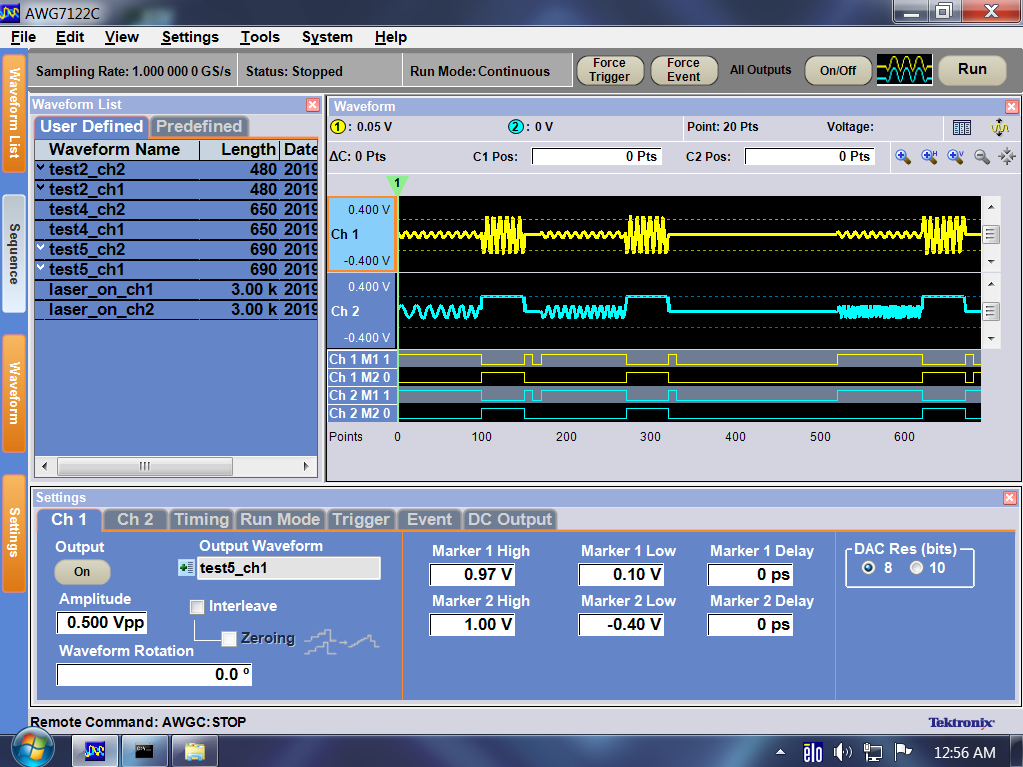 AWG7122C
File Edit View Settings Tools System Help
Sampling Rate: 1.000 000 0 GS/s Status: Stopped Run Mode: Continuous Force Trigger Force Event All Outputs On/Off Run
Waveform List
Sequence
Waveform
Settings
Waveform List
User Defined Predefined
Waveform Name Length Date
test2_ch2 480 2019
test2_ch1 480 2019
test4_ch2 650 2019
test4_ch1 650 2019
test5_ch2 690 2019
test5_ch1 690 2019
laser_on_ch1 3.00 k 2019
laser_on_ch2 3.00 k 2019
Waveform
1 : 0.05 V 2 : 0 V Point: 20 Pts Voltage:
ΔC: 0 Pts C1 Pos: 0 Pts C2 Pos: 0 Pts
1
0.400 V
Ch 1
-0.400 V
0.400 V
Ch 2
-0.400 V
Ch 1 M1 1
Ch 1 M2 0
Ch 2 M1 1
Ch 2 M2 0
Points 0 100 200 300 400 500 600
Settings
Ch 1 Ch 2 Timing Run Mode Trigger Event DC Output
Output Output Waveform
On test5_ch1
Amplitude Interleave
0.500 Vpp Zeroing
Waveform Rotation
0.0 °
Marker 1 High Marker 1 Low Marker 1 Delay
0.97 V 0.10 V 0 ps
Marker 2 High Marker 2 Low Marker 2 Delay
1.00 V -0.40 V 0 ps
DAC Res (bits)
8 10
Remote Command: AWGC:STOP Tektronix
elo 12:56 AM